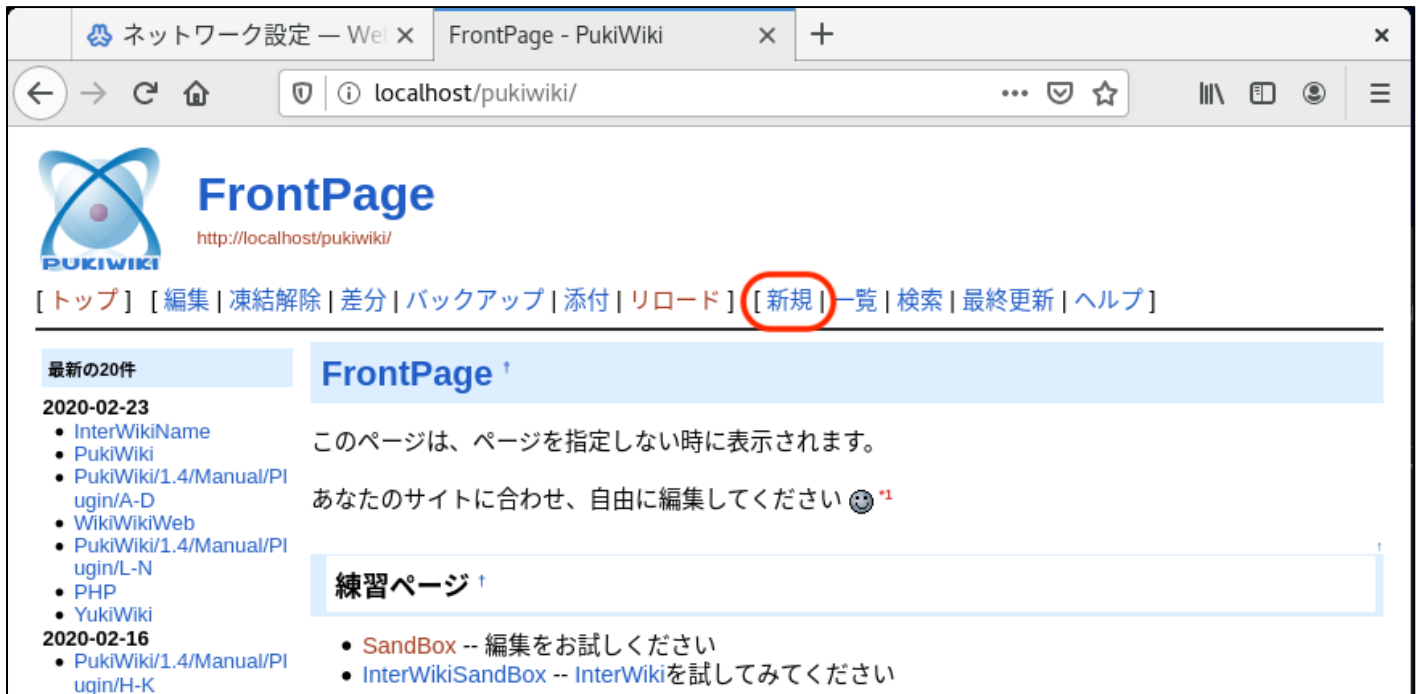 ネットワーク設定 — We
FrontPage - PukiWiki
localhost/pukiwiki/
PUKIWIKI
FrontPage
http://localhost/pukiwiki/
[ トップ ] [ 編集 | 凍結解除 | 差分 | バックアップ | 添付 | リロード ] [ 新規 | 一覧 | 検索 | 最終更新 | ヘルプ ]
最新の20件
2020-02-23
InterWikiName
PukiWiki
PukiWiki/1.4/Manual/Pl
ugin/A-D
WikiWikiWeb
PukiWiki/1.4/Manual/Pl
ugin/L-N
PHP
YukiWiki
2020-02-16
PukiWiki/1.4/Manual/Pl
ugin/H-K
FrontPage †
このページは、ページを指定しない時に表示されます。
あなたのサイトに合わせ、自由に編集してください *1
↑
練習ページ †
SandBox -- 編集をお試しください
InterWikiSandBox -- InterWikiを試してみてください